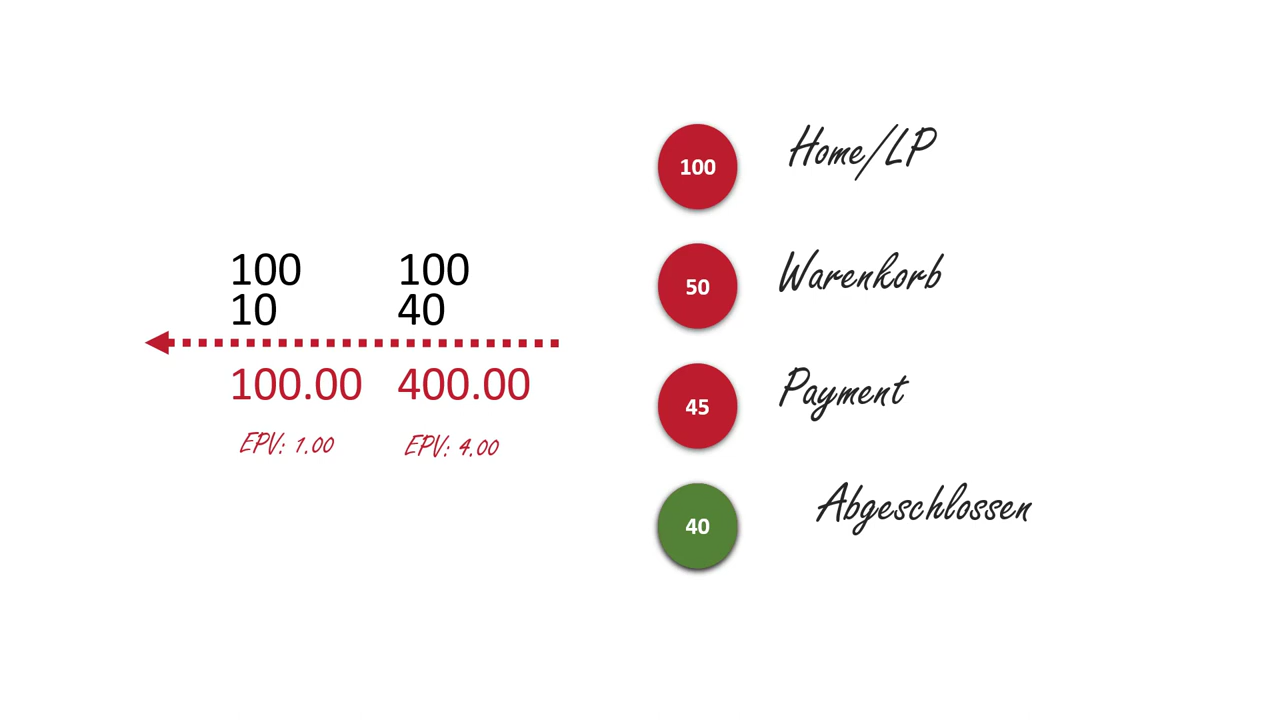 100 100
10 40
100.00 400.00
EPV: 1.00 EPV: 4.00
100 Home/LP
50 Warenkorb
45 Payment
40 Abgeschlossen